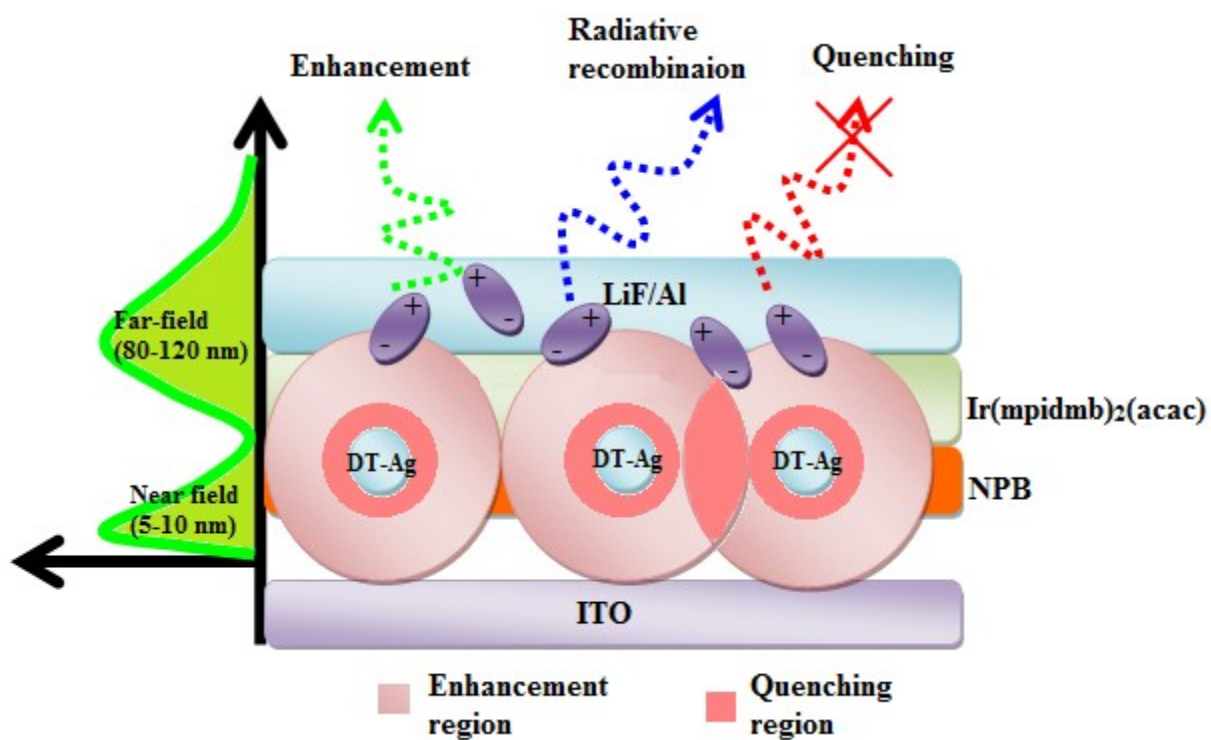 Enhancement
Radiative
recombinaion
Quenching
+
-
+
-
+
-
+
-
+
-
LiF/Al
Far-field
(80-120 nm)
Ir(mpidmb)₂(acac)
DT-Ag
DT-Ag
DT-Ag
NPB
Near field
(5-10 nm)
ITO
Enhancement
region
Quenching
region